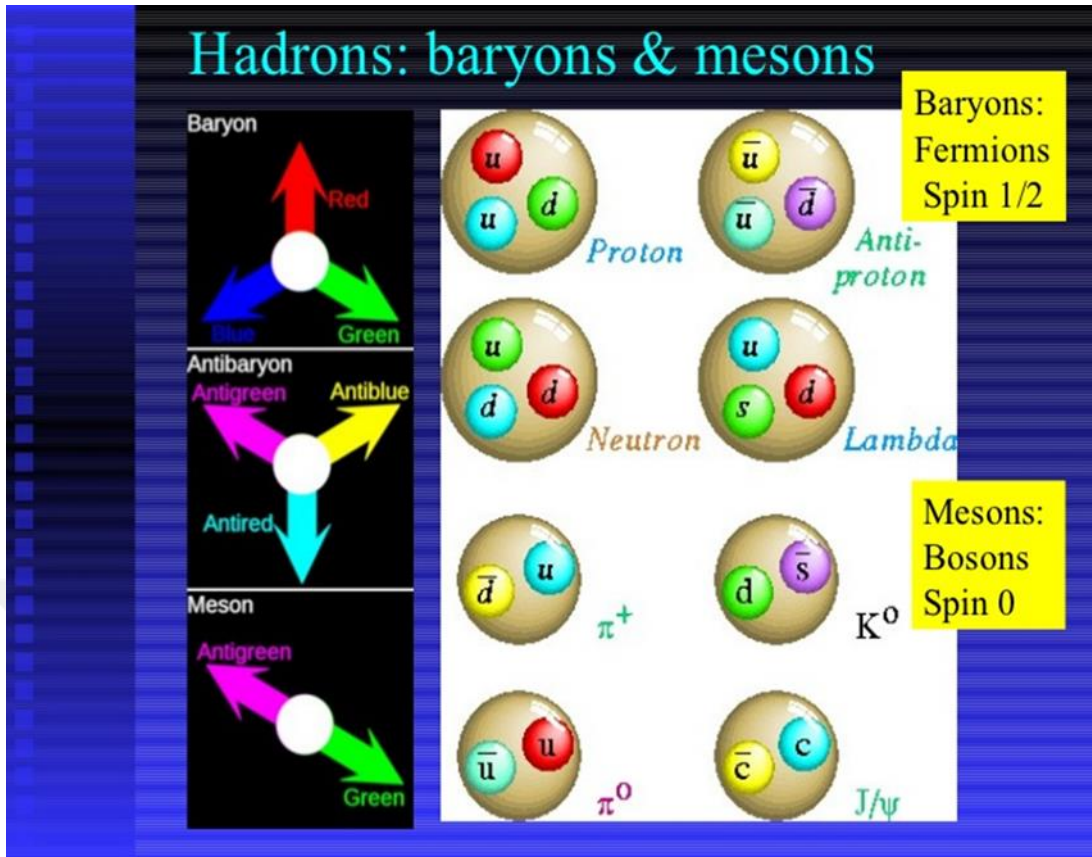 Hadrons: baryons & mesons
Baryon
Red
Blue
Green
Antibaryon
Antigreen
Antiblue
Antired
Meson
Antigreen
Green
u
u
d
Proton
u̅
u̅
d̅
Anti-
proton
u
d
d
Neutron
u
s
d
Lambda
d̅
u
π⁺
d
s̅
K⁰
u̅
u
π⁰
c̅
c
J/ψ
Baryons:
Fermions
Spin 1/2
Mesons:
Bosons
Spin 0